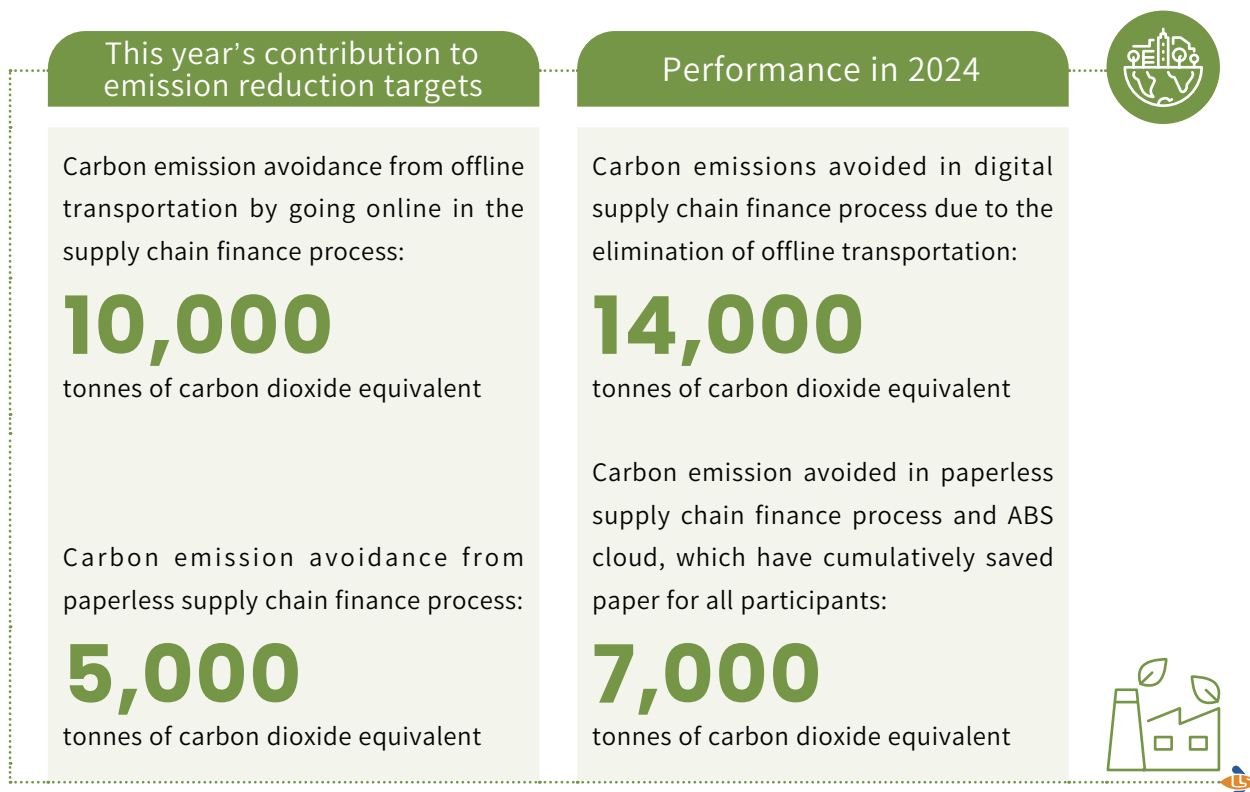 This year's contribution to
emission reduction targets
Performance in 2024
Carbon emission avoidance from offline
transportation by going online in the
supply chain finance process:
10,000
tonnes of carbon dioxide equivalent
Carbon emission avoidance from
paperless supply chain finance process:
5,000
tonnes of carbon dioxide equivalent
Carbon emissions avoided in digital
supply chain finance process due to the
elimination of offline transportation:
14,000
tonnes of carbon dioxide equivalent
Carbon emission avoided in paperless
supply chain finance process and ABS
cloud, which have cumulatively saved
paper for all participants:
7,000
tonnes of carbon dioxide equivalent